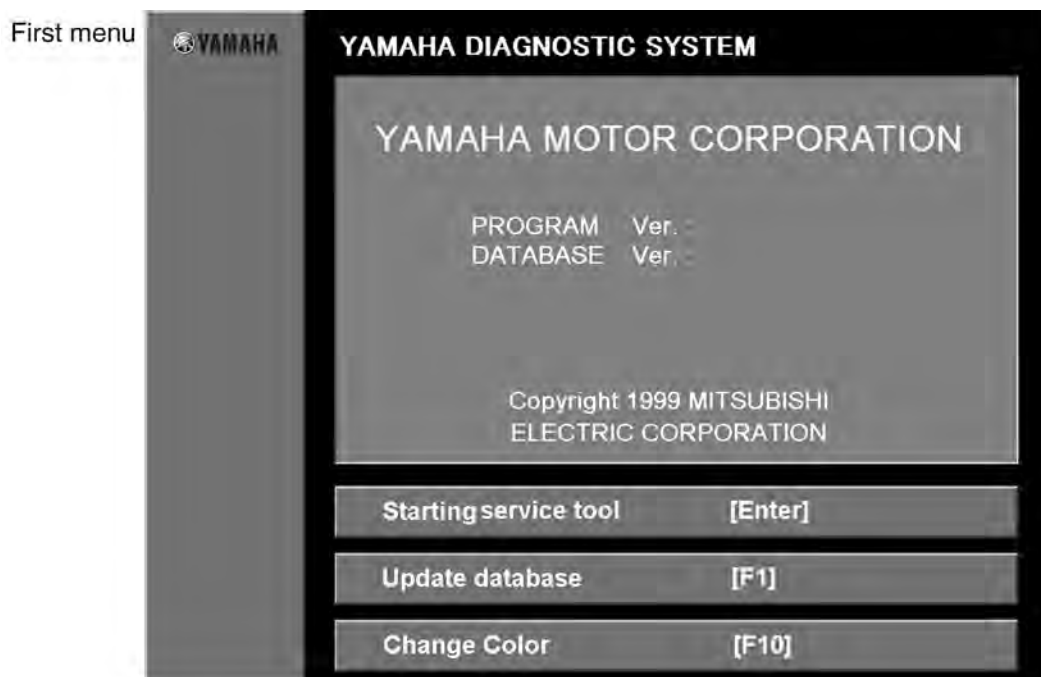 First menu
YAMAHA
YAMAHA DIAGNOSTIC SYSTEM
YAMAHA MOTOR CORPORATION
PROGRAM Ver. :
DATABASE Ver. :
Copyright 1999 MITSUBISHI
ELECTRIC CORPORATION
Starting service tool [Enter]
Update database [F1]
Change Color [F10]